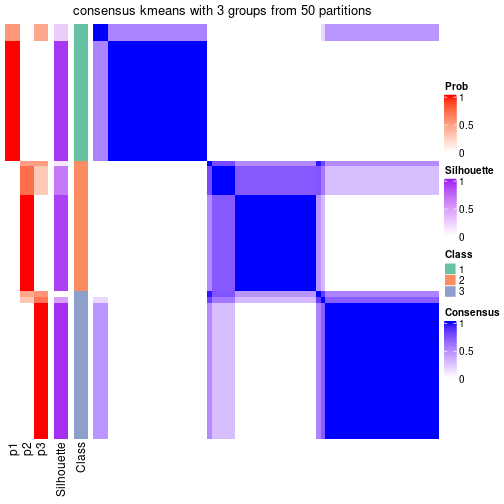 consensus kmeans with 3 groups from 50 partitions
Prob
1
0.5
0
Silhouette
1
0.5
0
Class
1
2
3
Consensus
1
0.5
0
p1
p2
p3
Silhouette
Class